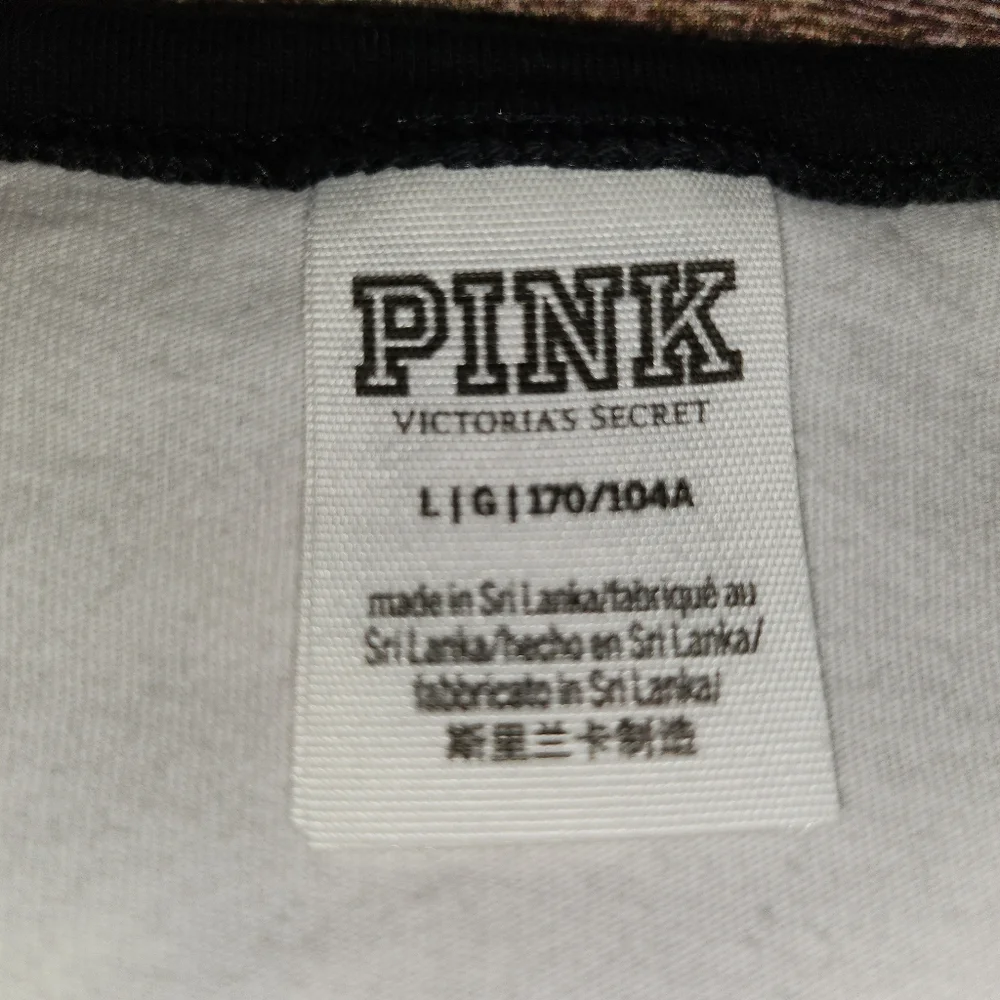 PINK
VICTORIA'S SECRET
L | G | 170/104A
made in Sri Lanka/fabriqué au
Sri Lanka/hecho en Sri Lanka/
fabbricato in Sri Lanka/
斯里兰卡制造